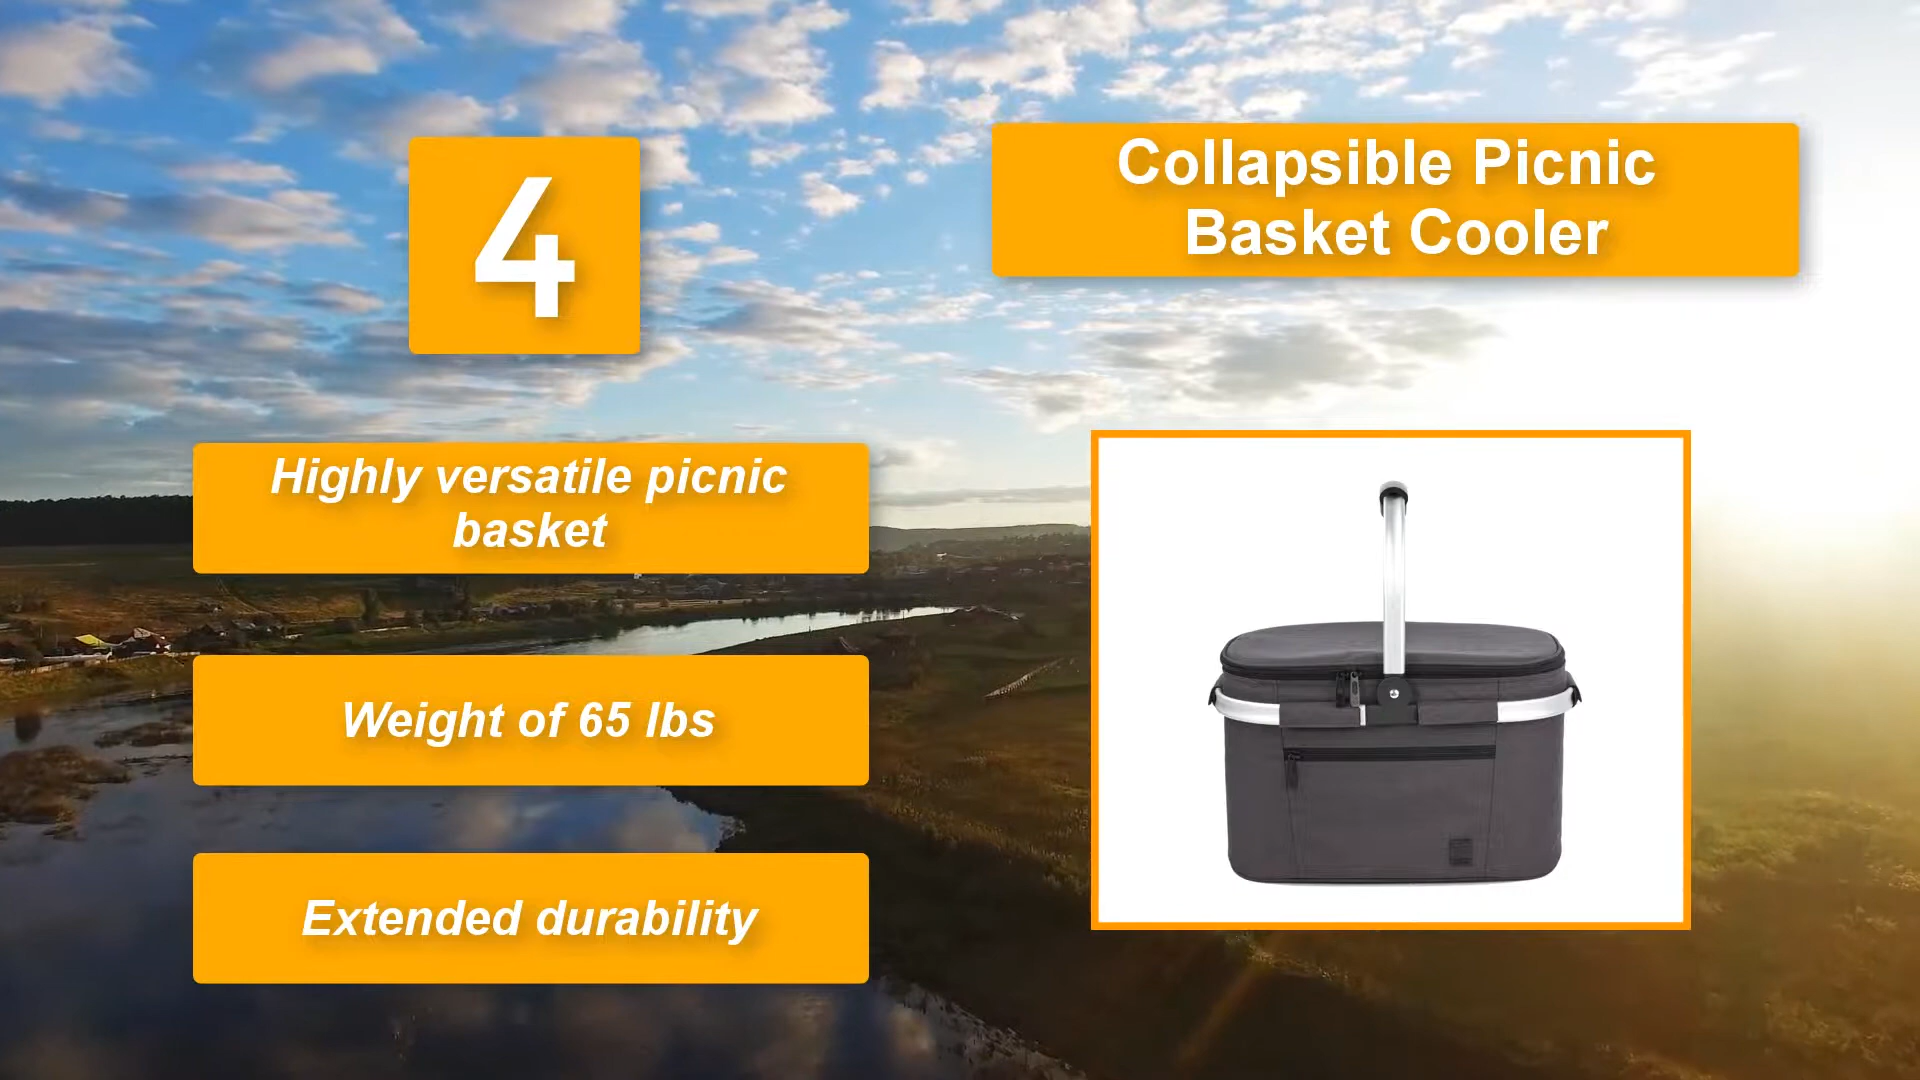 4
Collapsible Picnic
Basket Cooler
Highly versatile picnic
basket
Weight of 65 lbs
Extended durability